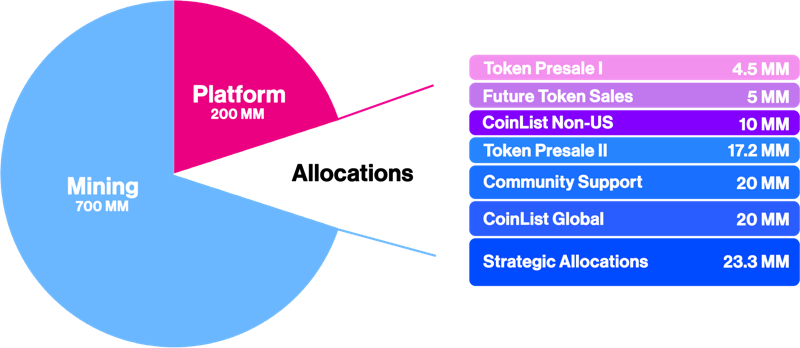 Platform
200 MM
Mining
700 MM
Allocations
Token Presale I 4.5 MM
Future Token Sales 5 MM
CoinList Non-US 10 MM
Token Presale II 17.2 MM
Community Support 20 MM
CoinList Global 20 MM
Strategic Allocations 23.3 MM